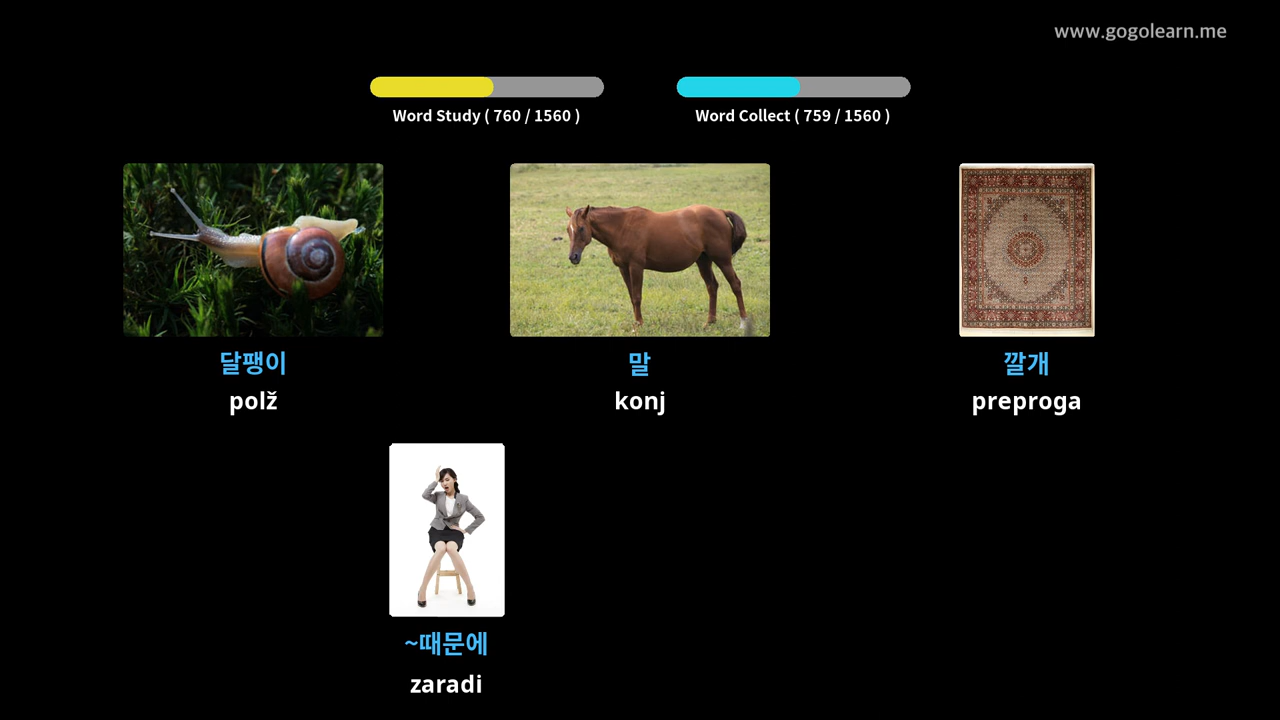 www.gogolearn.me
Word Study ( 760 / 1560 )
Word Collect ( 759 / 1560 )
달팽이
polž
말
konj
깔개
preproga
~때문에
zaradi